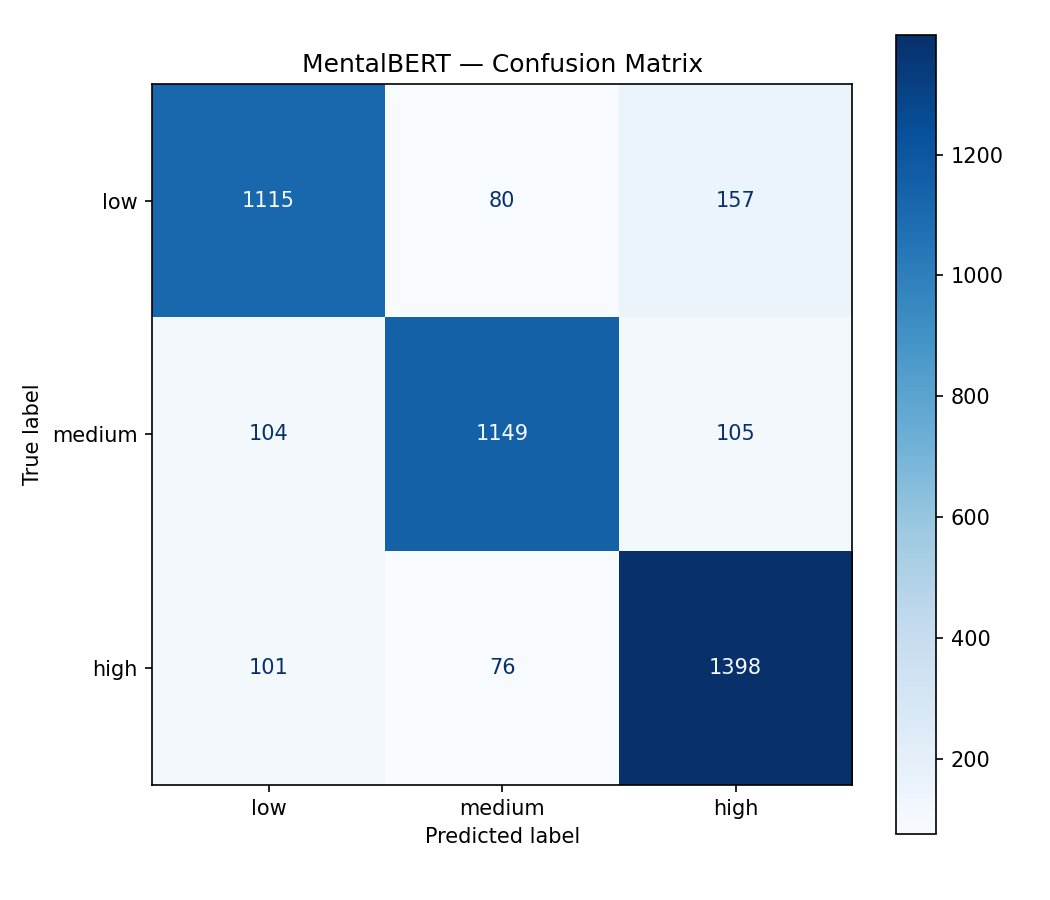 MentalBERT — Confusion Matrix
1200
low 1115 80 157
1000
800
True label
medium 104 1149 105
600
400
high 101 76 1398
200
low medium high
Predicted label